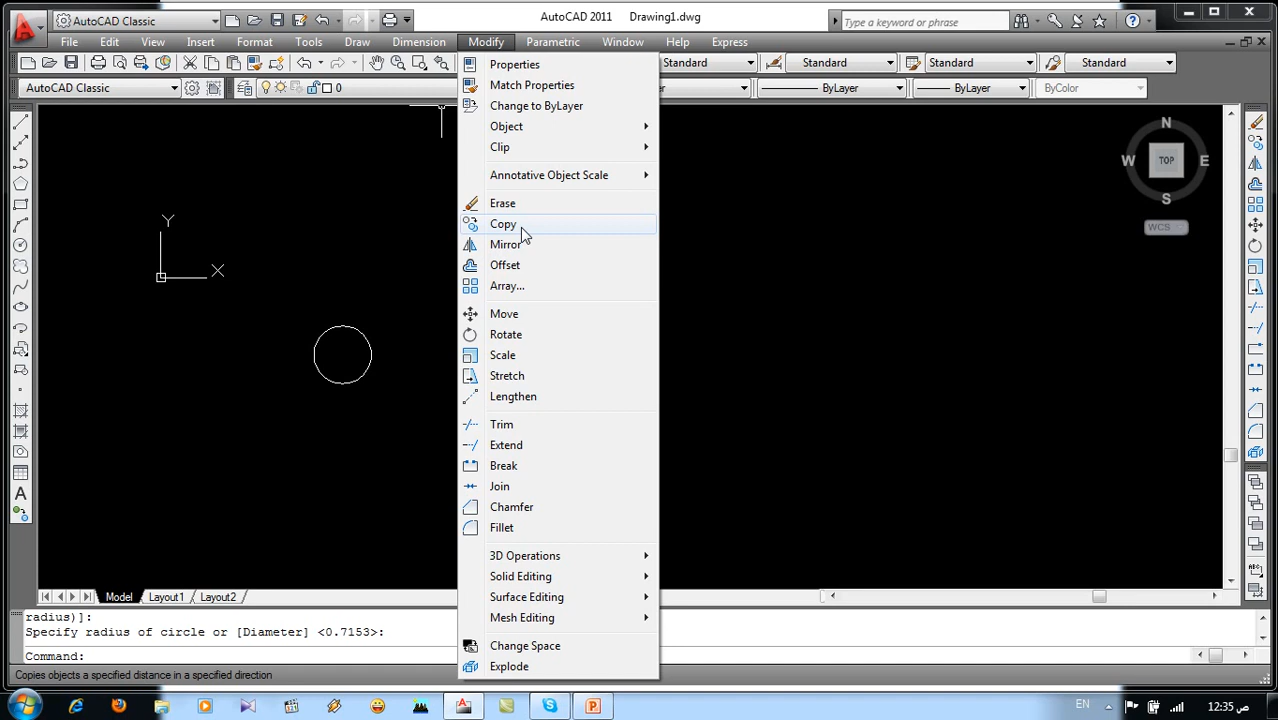 AutoCAD Classic
AutoCAD 2011 Drawing1.dwg
Type a keyword or phrase
File Edit View Insert Format Tools Draw Dimension Modify Parametric Window Help Express
Standard Standard Standard Standard
AutoCAD Classic
0
ByLayer ByLayer ByColor
Properties
Match Properties
Change to ByLayer
Object
Clip
Annotative Object Scale
Erase
Copy
Mirror
Offset
Array...
Move
Rotate
Scale
Stretch
Lengthen
Trim
Extend
Break
Join
Chamfer
Fillet
3D Operations
Solid Editing
Surface Editing
Mesh Editing
Change Space
Explode
Y
X
N
W TOP E
S
WCS
A
Model Layout1 Layout2
radius)]:
Specify radius of circle or [Diameter] <0.7153>:
Command:
Copies objects a specified distance in a specified direction
EN
12:35 ص